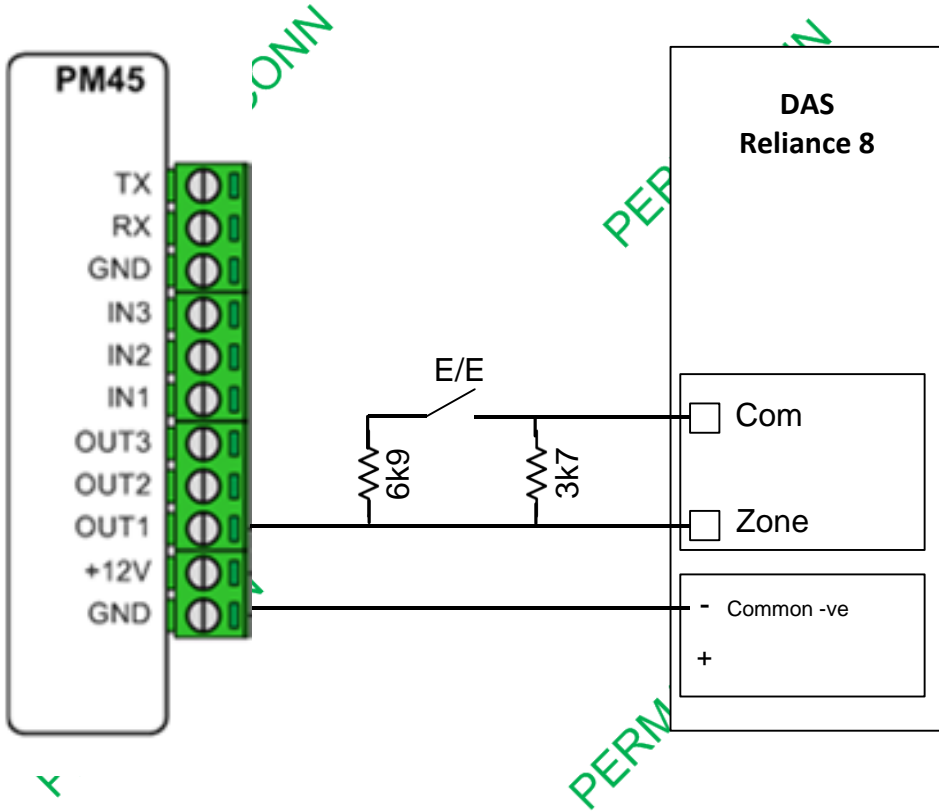 PM45
TX
RX
GND
IN3
IN2
IN1
OUT3
OUT2
OUT1
+12V
GND
E/E
6k9
3k7
DAS
Reliance 8
Com
Zone
- Common -ve
+